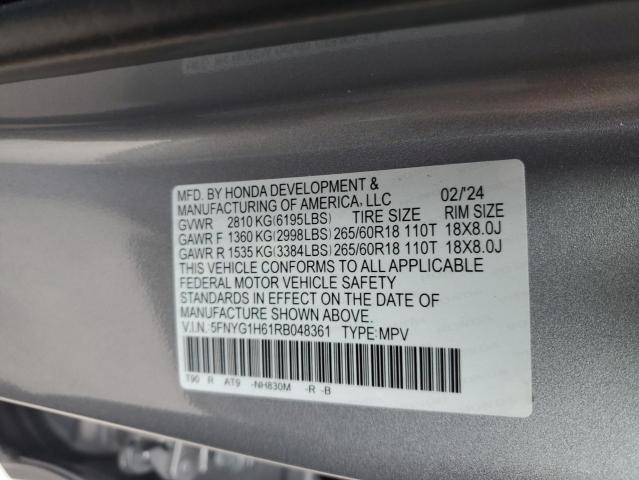 MFD. BY HONDA DEVELOPMENT &
MANUFACTURING OF AMERICA, LLC 02/'24
GVWR 2810 KG(6195LBS) TIRE SIZE RIM SIZE
GAWR F 1360 KG(2998LBS) 265/60R18 110T 18X8.0J
GAWR R 1535 KG(3384LBS) 265/60R18 110T 18X8.0J
THIS VEHICLE CONFORMS TO ALL APPLICABLE
FEDERAL MOTOR VEHICLE SAFETY
STANDARDS IN EFFECT ON THE DATE OF
MANUFACTURE SHOWN ABOVE.
V.I.N.:5FNYG1H61RB048361 TYPE:MPV
T90 R AT9 -NH830M -R -B